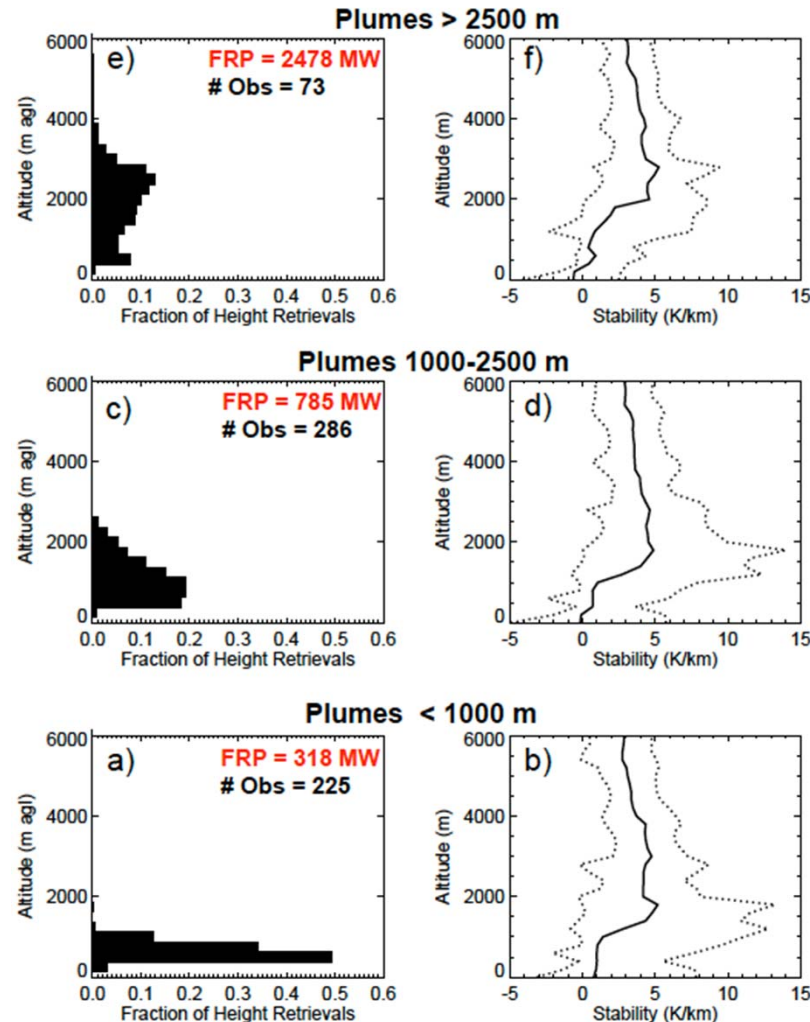 Plumes > 2500 m
e)
FRP = 2478 MW
# Obs = 73
6000
4000
2000
0
Altitude (m agl)
0.0 0.1 0.2 0.3 0.4 0.5 0.6
Fraction of Height Retrievals
f)
6000
4000
2000
0
Altitude (m)
-5 0 5 10 15
Stability (K/km)
Plumes 1000-2500 m
c)
FRP = 785 MW
# Obs = 286
6000
4000
2000
0
Altitude (m agl)
0.0 0.1 0.2 0.3 0.4 0.5 0.6
Fraction of Height Retrievals
d)
6000
4000
2000
0
Altitude (m)
-5 0 5 10 15
Stability (K/km)
Plumes < 1000 m
a)
FRP = 318 MW
# Obs = 225
6000
4000
2000
0
Altitude (m agl)
0.0 0.1 0.2 0.3 0.4 0.5 0.6
Fraction of Height Retrievals
b)
6000
4000
2000
0
Altitude (m)
-5 0 5 10 15
Stability (K/km)